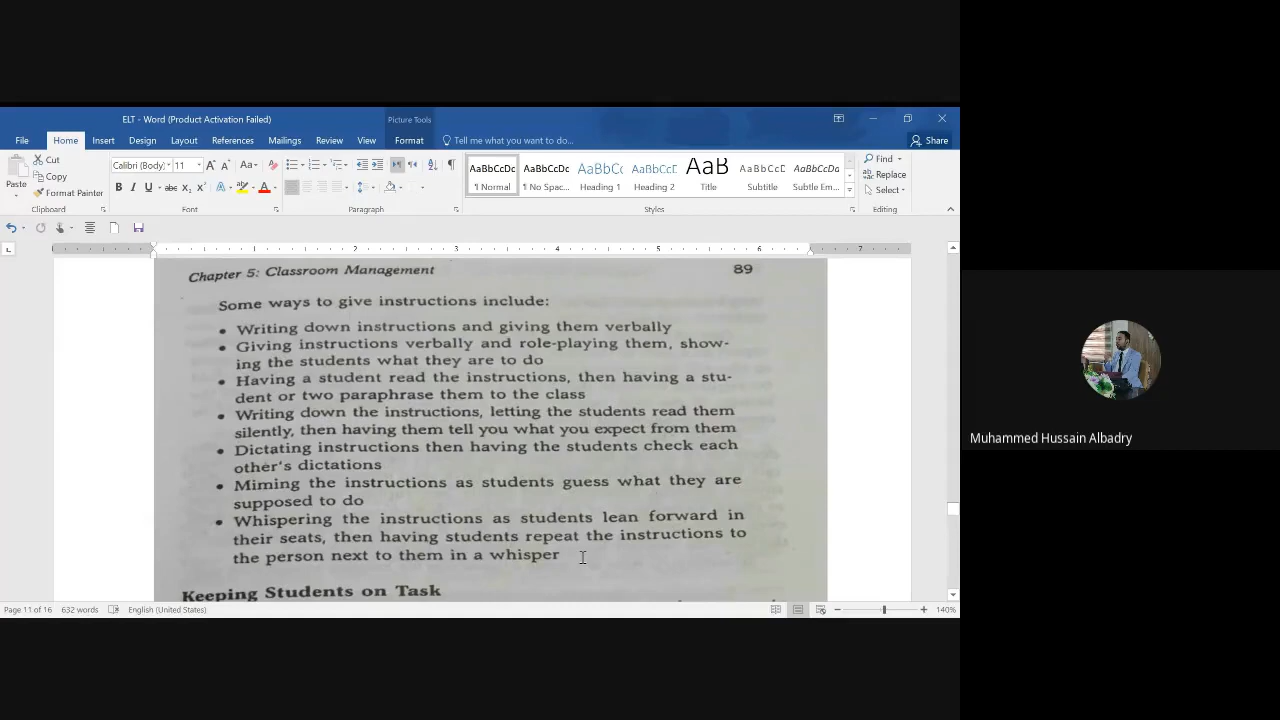 ELT - Word (Product Activation Failed)
Picture Tools
File
Home
Insert
Design
Layout
References
Mailings
Review
View
Format
Tell me what you want to do...
Share
Paste
Cut
Copy
Format Painter
Clipboard
Calibri (Body)
11
Font
Paragraph
AaBbCcDc
¶ Normal
AaBbCcDc
¶ No Spac...
AaBbCc
Heading 1
AaBbCcE
Heading 2
AaB
Title
AaBbCcD
Subtitle
AaBbCcDa
Subtle Em...
Styles
Find
Replace
Select
Editing
1 2 3 4 5 6 7
Chapter 5: Classroom Management 89
Some ways to give instructions include:
• Writing down instructions and giving them verbally
• Giving instructions verbally and role-playing them, show-
ing the students what they are to do
• Having a student read the instructions, then having a stu-
dent or two paraphrase them to the class
• Writing down the instructions, letting the students read them
silently, then having them tell you what you expect from them
• Dictating instructions then having the students check each
other's dictations
• Miming the instructions as students guess what they are
supposed to do
• Whispering the instructions as students lean forward in
their seats, then having students repeat the instructions to
the person next to them in a whisper
Keeping Students on Task
Page 11 of 16
632 words
English (United States)
140%
Muhammed Hussain Albadry